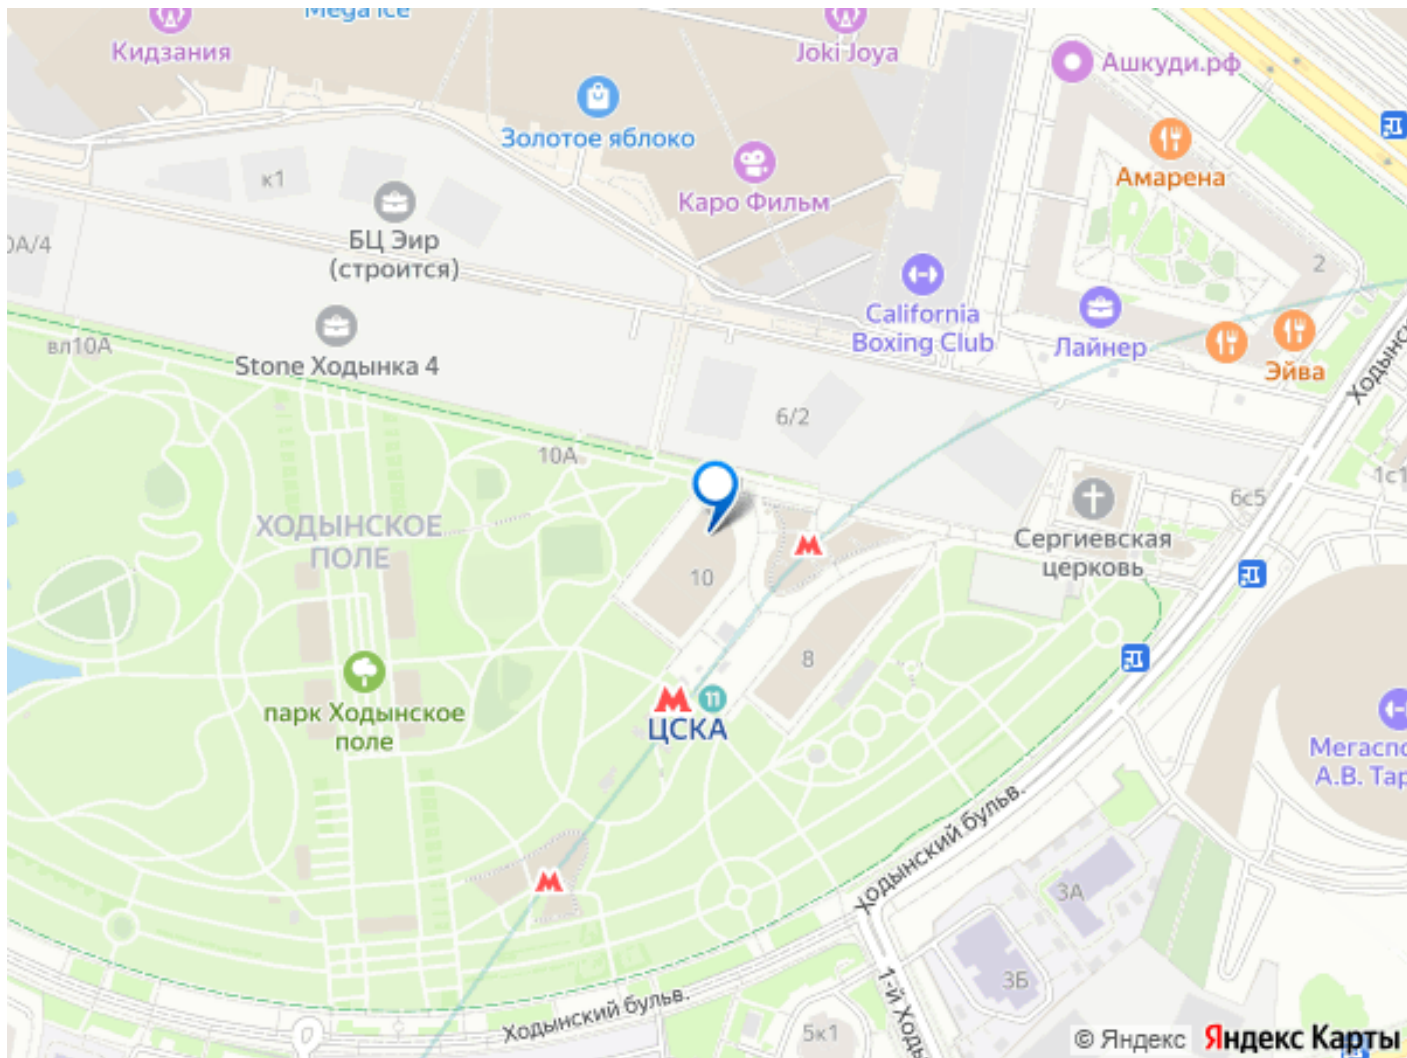 Mega Ice
Кидзания
Joki Joya
Ашкуди.рф
Золотое яблоко
Амарена
Каро Фильм
к1
БЦ Эир
(строится)
0А/4
2
California
Boxing Club
Лайнер
Эйва
вл10А
Stone Ходынка 4
Ходынск
6/2
10А
1с1
6с5
ХОДЫНСКОЕ
ПОЛЕ
Сергиевская
церковь
10
8
парк Ходынское
поле
11
ЦСКА
Мегаспо
А.В. Тар
Ходынский бульв.
3А
3Б
Ходынский бульв.
1-й Ходы
5к1
© Яндекс Яндекс Карты